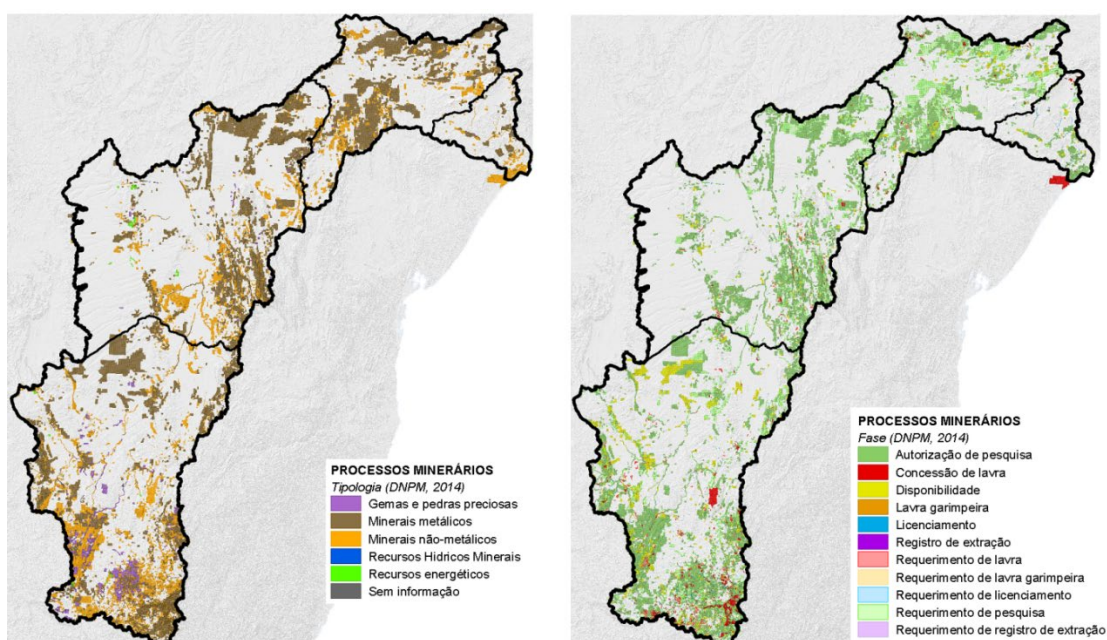 PROCESSOS MINERÁRIOS
Tipologia (DNPM, 2014)
Gemas e pedras preciosas
Minerais metálicos
Minerais não-metálicos
Recursos Hídricos Minerais
Recursos energéticos
Sem informação
PROCESSOS MINERÁRIOS
Fase (DNPM, 2014)
Autorização de pesquisa
Concessão de lavra
Disponibilidade
Lavra garimpeira
Licenciamento
Registro de extração
Requerimento de lavra
Requerimento de lavra garimpeira
Requerimento de licenciamento
Requerimento de pesquisa
Requerimento de registro de extração